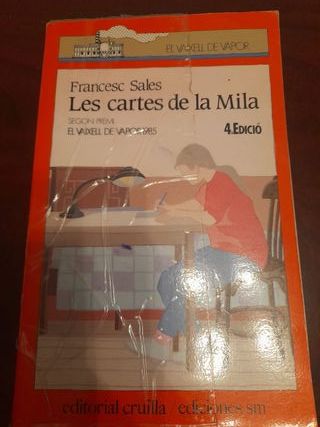 EL VAIXELL DE VAPOR
Francesc Sales
Les cartes de la Mila
SEGON PREMI
EL VAIXELL DE VAPOR 1985
4.EDICIÓ
editorial cruïlla / ediciones sm